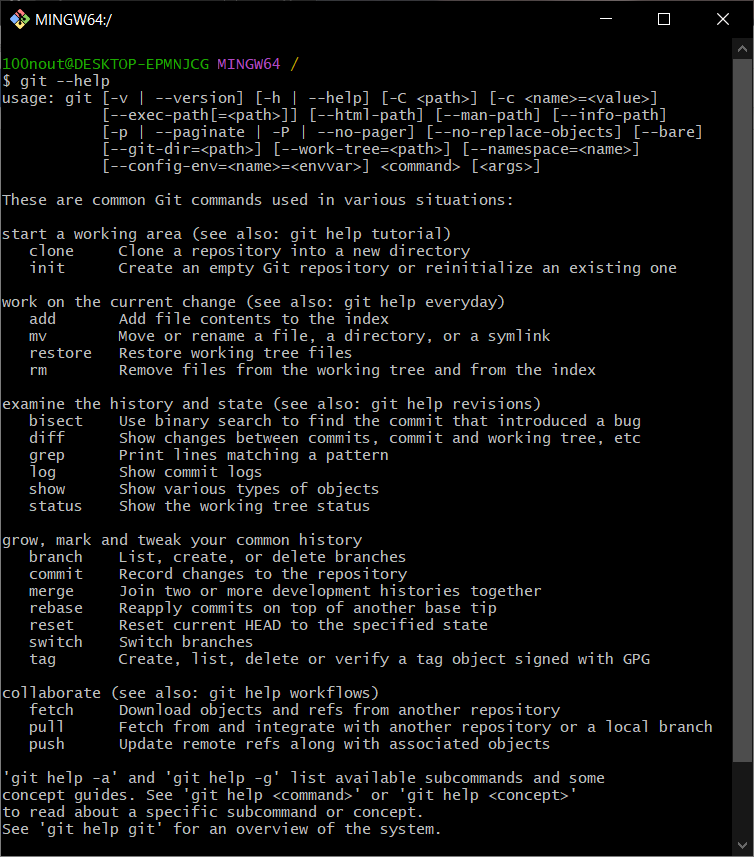 MINGW64:/
100nout@DESKTOP-EPMNJCG MINGW64 /
$ git --help
usage: git [-v | --version] [-h | --help] [-C <path>] [-c <name>=<value>]
           [--exec-path[=<path>]] [--html-path] [--man-path] [--info-path]
           [-p | --paginate | -P | --no-pager] [--no-replace-objects] [--bare]
           [--git-dir=<path>] [--work-tree=<path>] [--namespace=<name>]
           [--config-env=<name>=<envvar>] <command> [<args>]
These are common Git commands used in various situations:
start a working area (see also: git help tutorial)
   clone     Clone a repository into a new directory
   init      Create an empty Git repository or reinitialize an existing one
work on the current change (see also: git help everyday)
   add       Add file contents to the index
   mv        Move or rename a file, a directory, or a symlink
   restore   Restore working tree files
   rm        Remove files from the working tree and from the index
examine the history and state (see also: git help revisions)
   bisect    Use binary search to find the commit that introduced a bug
   diff      Show changes between commits, commit and working tree, etc
   grep      Print lines matching a pattern
   log       Show commit logs
   show      Show various types of objects
   status    Show the working tree status
grow, mark and tweak your common history
   branch    List, create, or delete branches
   commit    Record changes to the repository
   merge     Join two or more development histories together
   rebase    Reapply commits on top of another base tip
   reset     Reset current HEAD to the specified state
   switch    Switch branches
   tag       Create, list, delete or verify a tag object signed with GPG
collaborate (see also: git help workflows)
   fetch     Download objects and refs from another repository
   pull      Fetch from and integrate with another repository or a local branch
   push      Update remote refs along with associated objects
'git help -a' and 'git help -g' list available subcommands and some
concept guides. See 'git help <command>' or 'git help <concept>'
to read about a specific subcommand or concept.
See 'git help git' for an overview of the system.